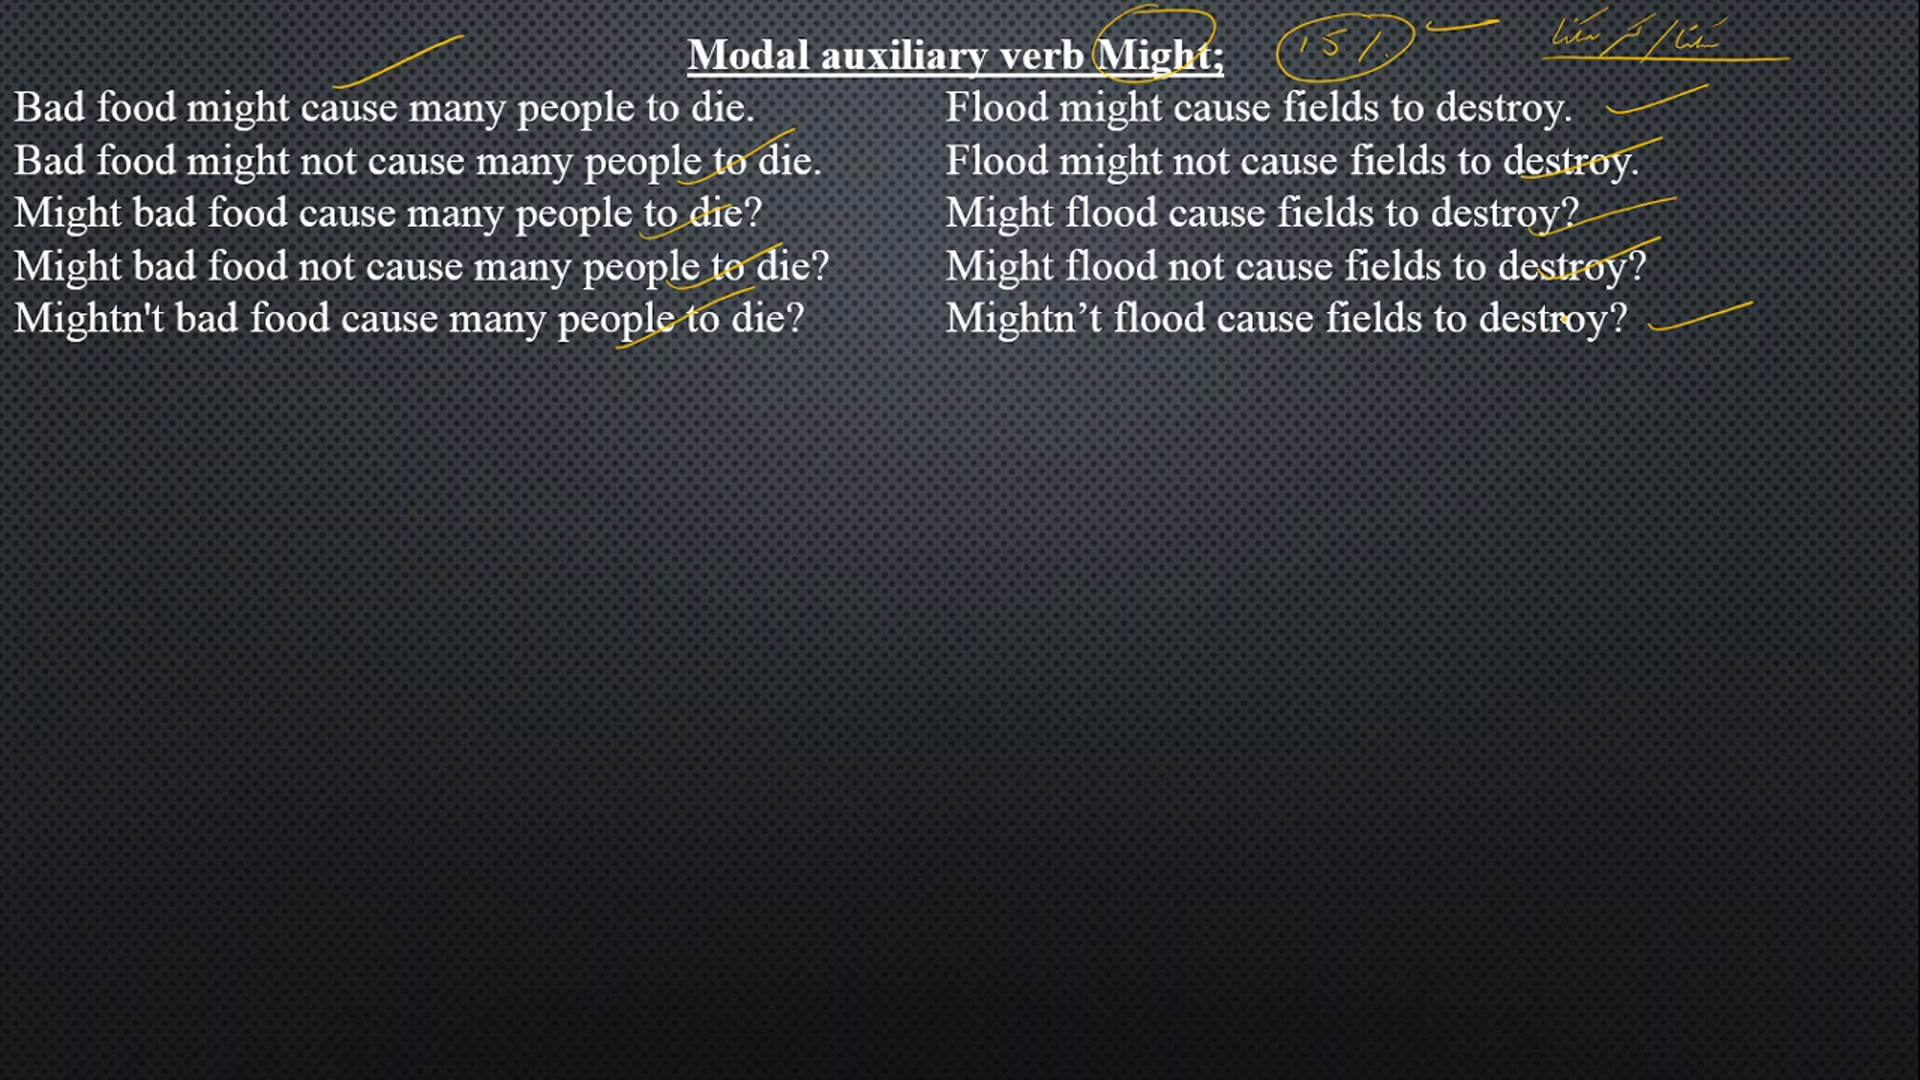 Modal auxiliary verb Might; 15%
Bad food might cause many people to die.
Bad food might not cause many people to die.
Might bad food cause many people to die?
Might bad food not cause many people to die?
Mightn't bad food cause many people to die?
Flood might cause fields to destroy.
Flood might not cause fields to destroy.
Might flood cause fields to destroy?
Might flood not cause fields to destroy?
Mightn’t flood cause fields to destroy?